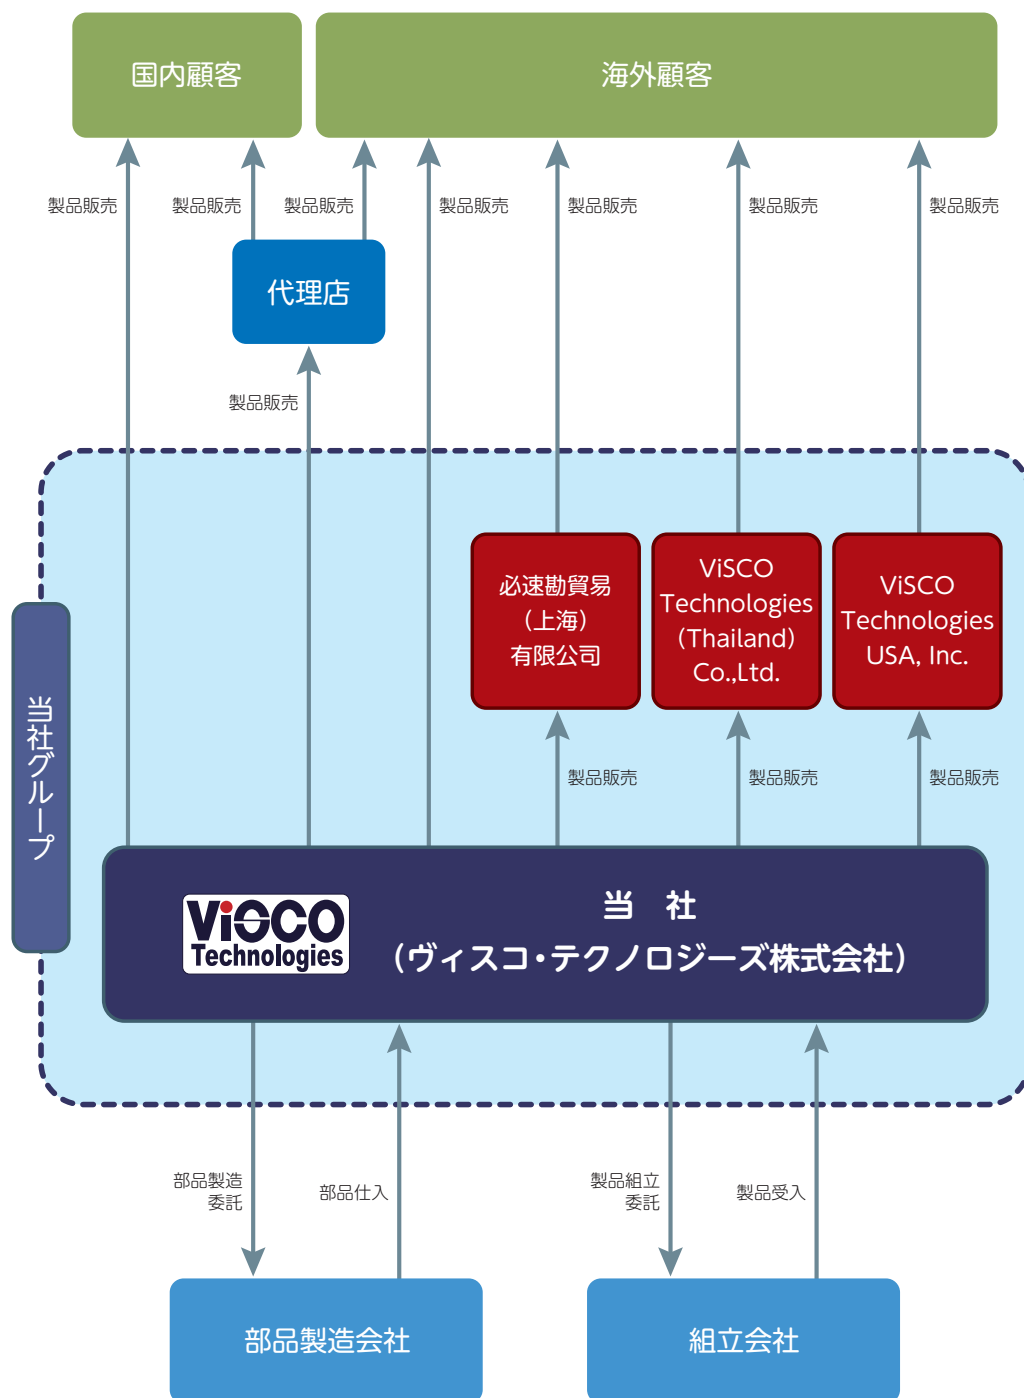 国内顧客
海外顧客
製品販売
製品販売
製品販売
製品販売
製品販売
製品販売
製品販売
代理店
製品販売
当社グループ
必速勘貿易
（上海）
有限公司
ViSCO
Technologies
(Thailand)
Co.,Ltd.
ViSCO
Technologies
USA, Inc.
製品販売
製品販売
製品販売
ViSCO
Technologies
当　社
（ヴィスコ・テクノロジーズ株式会社）
部品製造
委託
部品仕入
製品組立
委託
製品受入
部品製造会社
組立会社